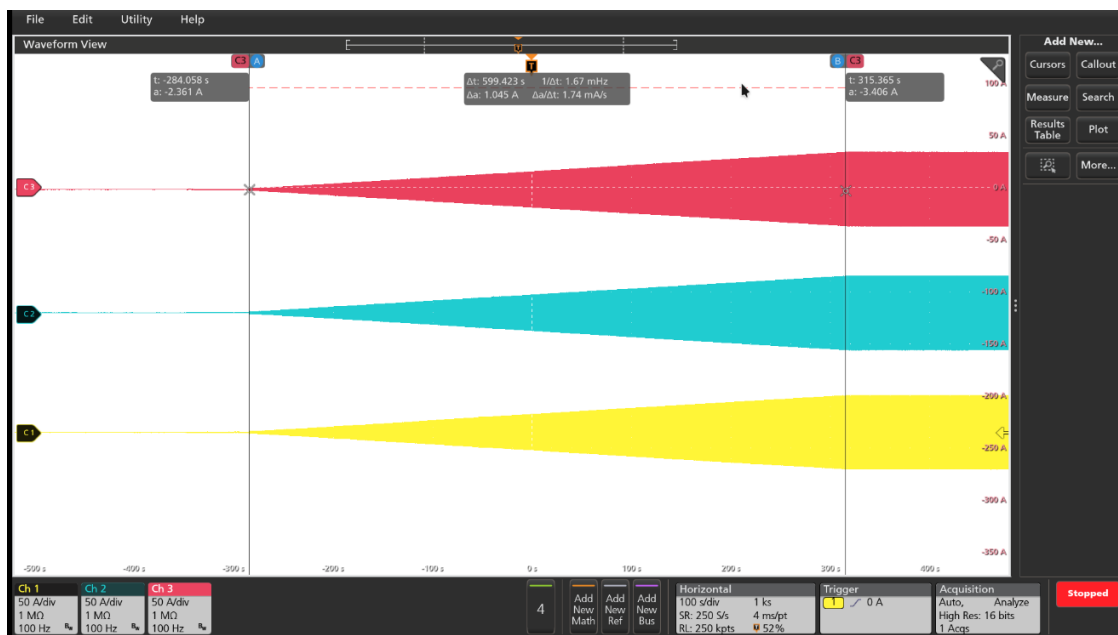 File Edit Utility Help
Waveform View
Add New...
C3 A
T
B C3
t: -284.058 s
a: -2.361 A
Δt: 599.423 s 1/Δt: 1.67 mHz
Δa: 1.045 A Δa/Δt: 1.74 mA/s
t: 315.365 s
a: -3.406 A
Cursors Callout
Measure Search
Results Table Plot
More...
100 A
50 A
C3
0 A
-50 A
-100 A
C2
-150 A
-200 A
C1
-250 A
-300 A
-350 A
-500 s -400 s -300 s -200 s -100 s 0 s 100 s 200 s 300 s 400 s
Ch 1
50 A/div
1 MΩ
100 Hz Bw
Ch 2
50 A/div
1 MΩ
100 Hz Bw
Ch 3
50 A/div
1 MΩ
100 Hz Bw
4
Add
New
Math
Add
New
Ref
Add
New
Bus
Horizontal
100 s/div 1 ks
SR: 250 S/s 4 ms/pt
RL: 250 kpts 52%
Trigger
1 0 A
Acquisition
Auto, Analyze
High Res: 16 bits
1 Acqs
Stopped